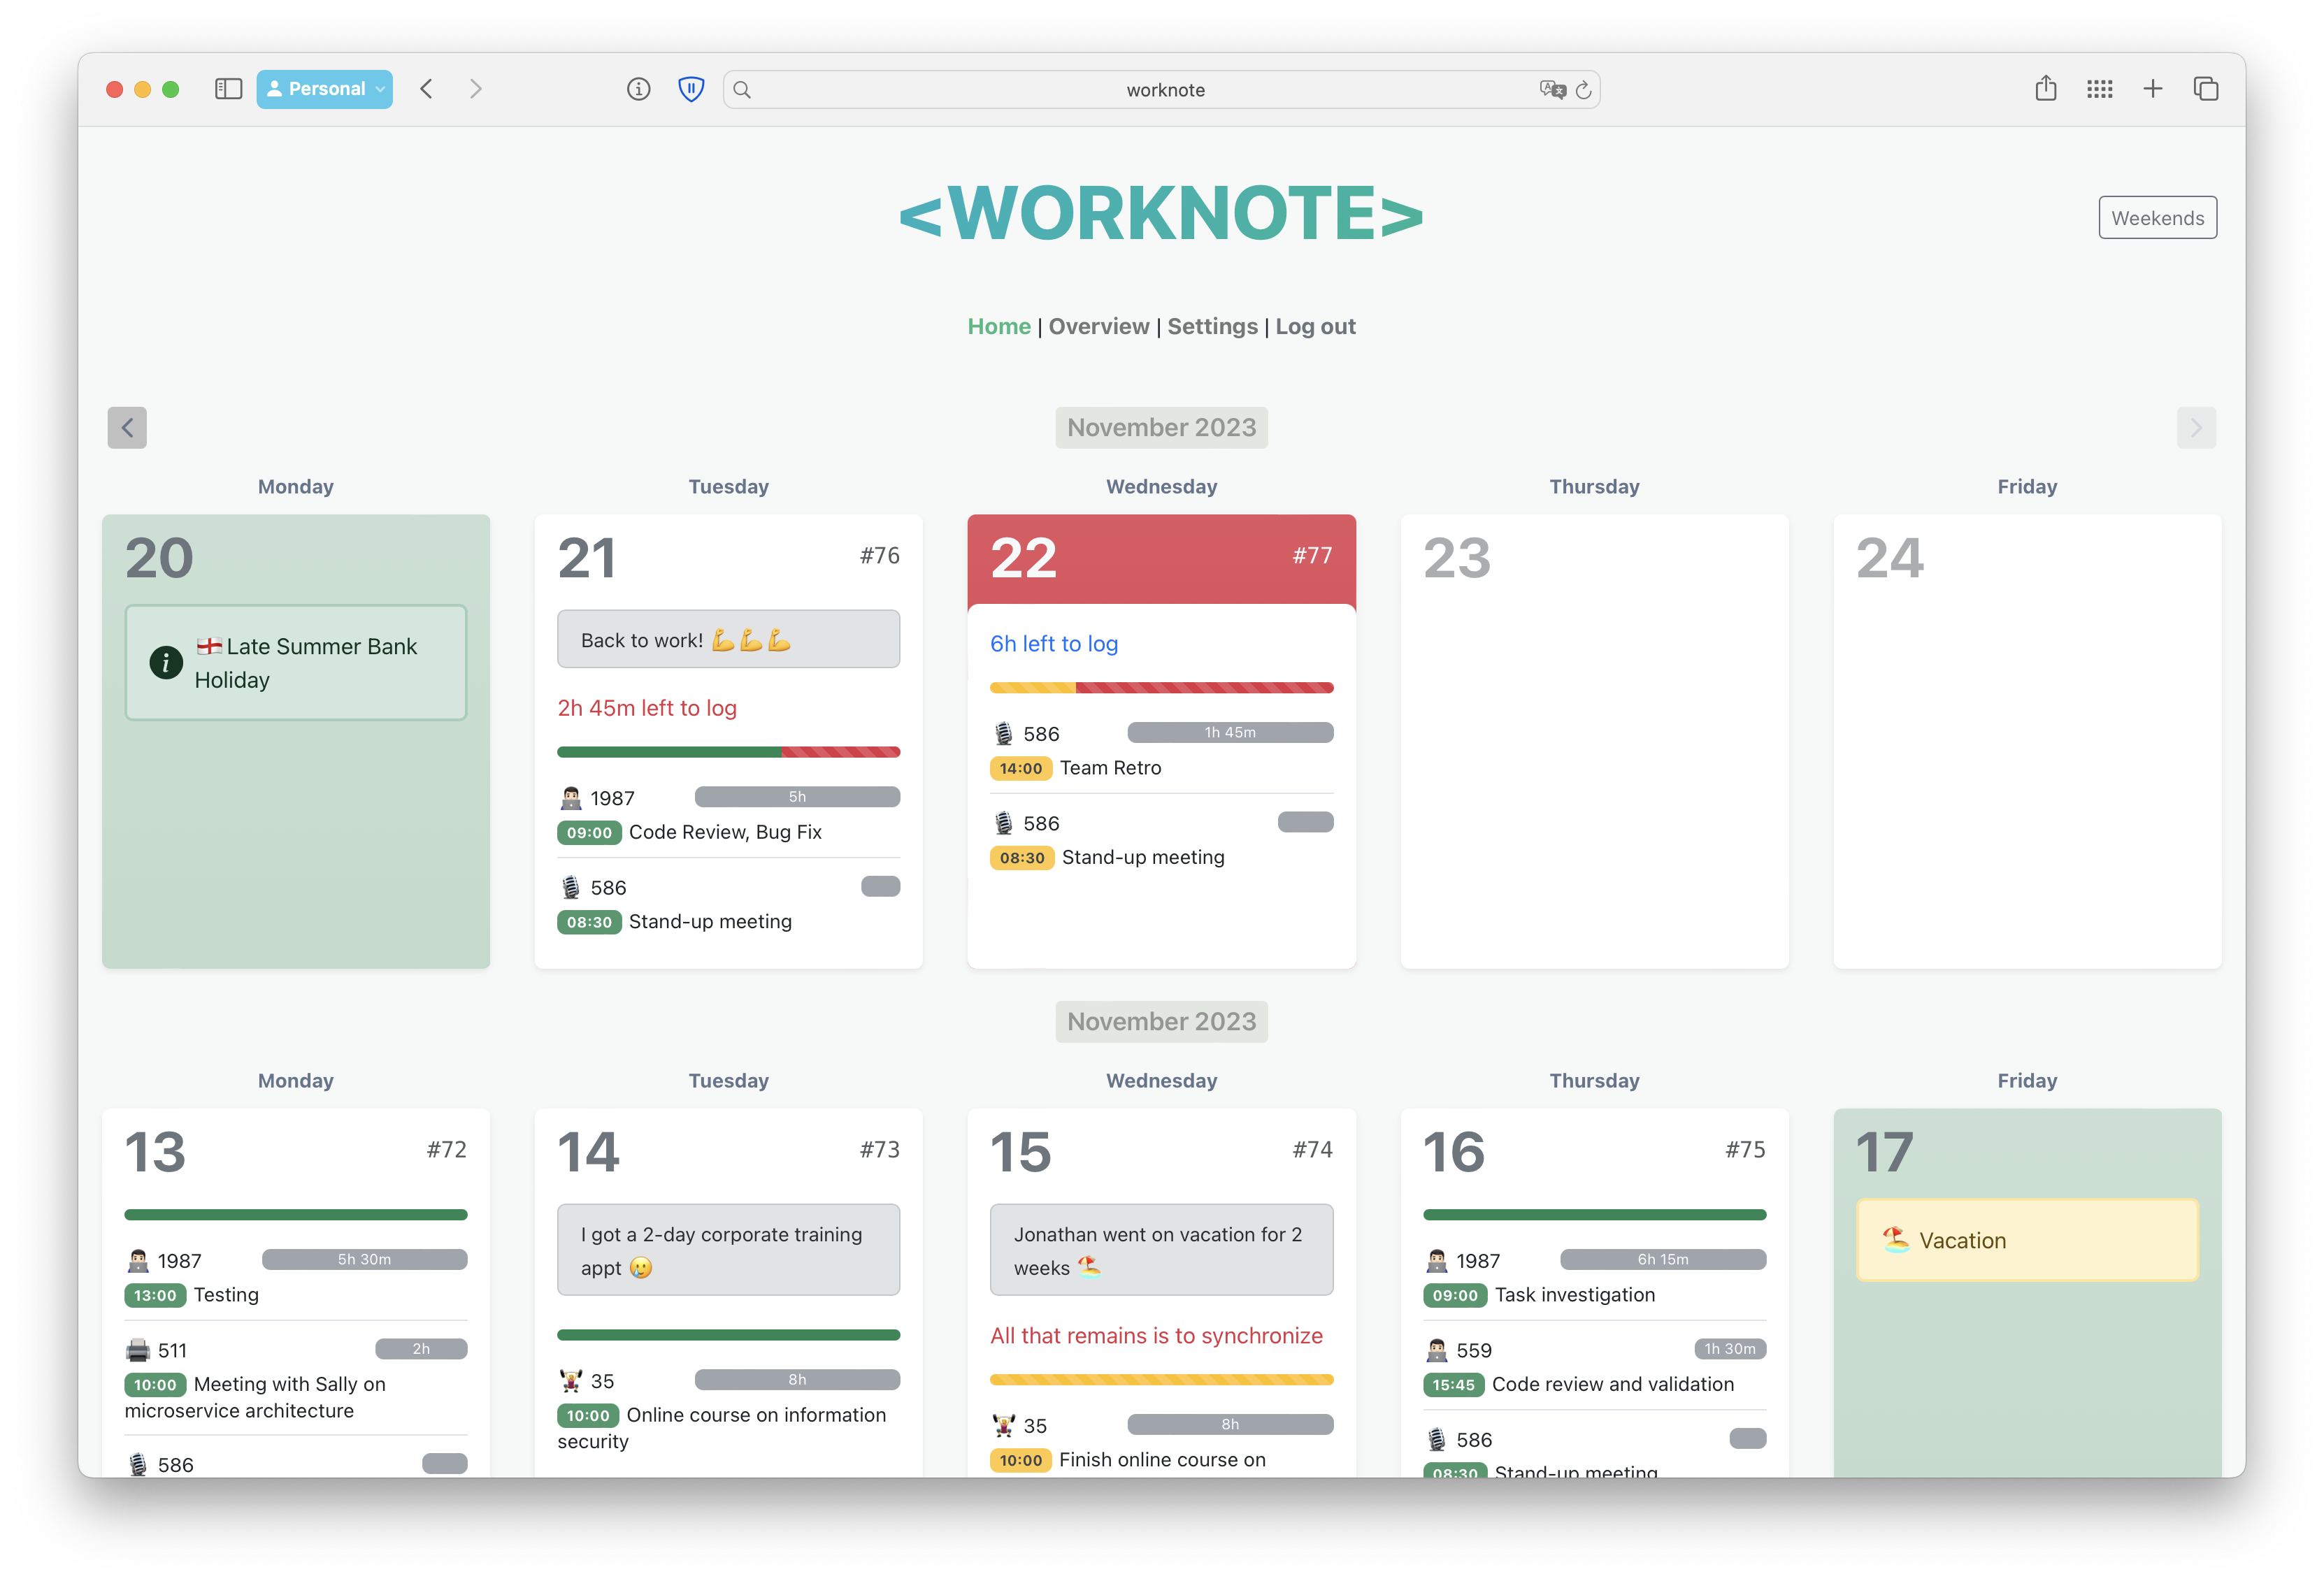 Personal
worknote
<WORKNOTE>
Weekends
Home | Overview | Settings | Log out
November 2023
Monday
Tuesday
Wednesday
Thursday
Friday
20
Late Summer Bank
Holiday
21
#76
Back to work! 💪💪💪
2h 45m left to log
1987
5h
09:00 Code Review, Bug Fix
586
08:30 Stand-up meeting
22
#77
6h left to log
586
1h 45m
14:00 Team Retro
586
08:30 Stand-up meeting
23
24
November 2023
Monday
Tuesday
Wednesday
Thursday
Friday
13
#72
1987
5h 30m
13:00 Testing
511
2h
10:00 Meeting with Sally on
microservice architecture
586
14
#73
I got a 2-day corporate training
appt 🥲
35
8h
10:00 Online course on information
security
15
#74
Jonathan went on vacation for 2
weeks 🏖️
All that remains is to synchronize
35
8h
10:00 Finish online course on
16
#75
1987
6h 15m
09:00 Task investigation
559
1h 30m
15:45 Code review and validation
586
08:30 Stand-up meeting
17
🏖️ Vacation